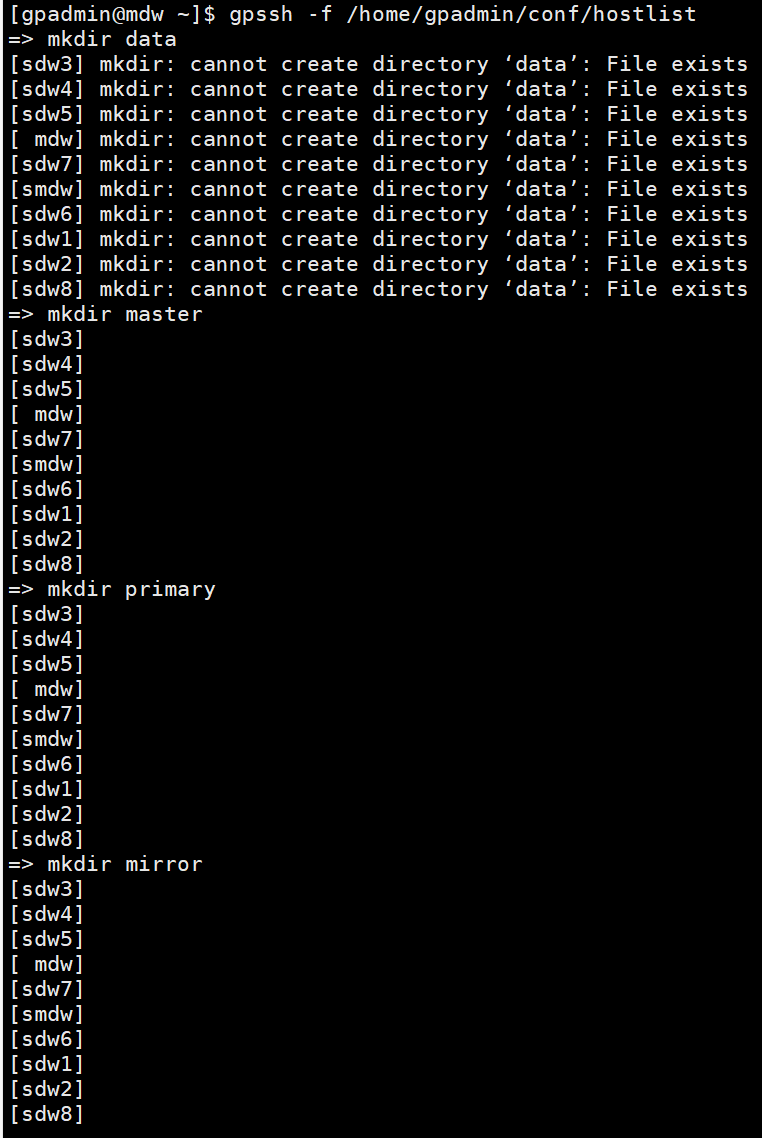 [gpadmin@mdw ~]$ gpssh -f /home/gpadmin/conf/hostlist
=> mkdir data
[sdw3] mkdir: cannot create directory ‘data’: File exists
[sdw4] mkdir: cannot create directory ‘data’: File exists
[sdw5] mkdir: cannot create directory ‘data’: File exists
[ mdw] mkdir: cannot create directory ‘data’: File exists
[sdw7] mkdir: cannot create directory ‘data’: File exists
[smdw] mkdir: cannot create directory ‘data’: File exists
[sdw6] mkdir: cannot create directory ‘data’: File exists
[sdw1] mkdir: cannot create directory ‘data’: File exists
[sdw2] mkdir: cannot create directory ‘data’: File exists
[sdw8] mkdir: cannot create directory ‘data’: File exists
=> mkdir master
[sdw3]
[sdw4]
[sdw5]
[ mdw]
[sdw7]
[smdw]
[sdw6]
[sdw1]
[sdw2]
[sdw8]
=> mkdir primary
[sdw3]
[sdw4]
[sdw5]
[ mdw]
[sdw7]
[smdw]
[sdw6]
[sdw1]
[sdw2]
[sdw8]
=> mkdir mirror
[sdw3]
[sdw4]
[sdw5]
[ mdw]
[sdw7]
[smdw]
[sdw6]
[sdw1]
[sdw2]
[sdw8]